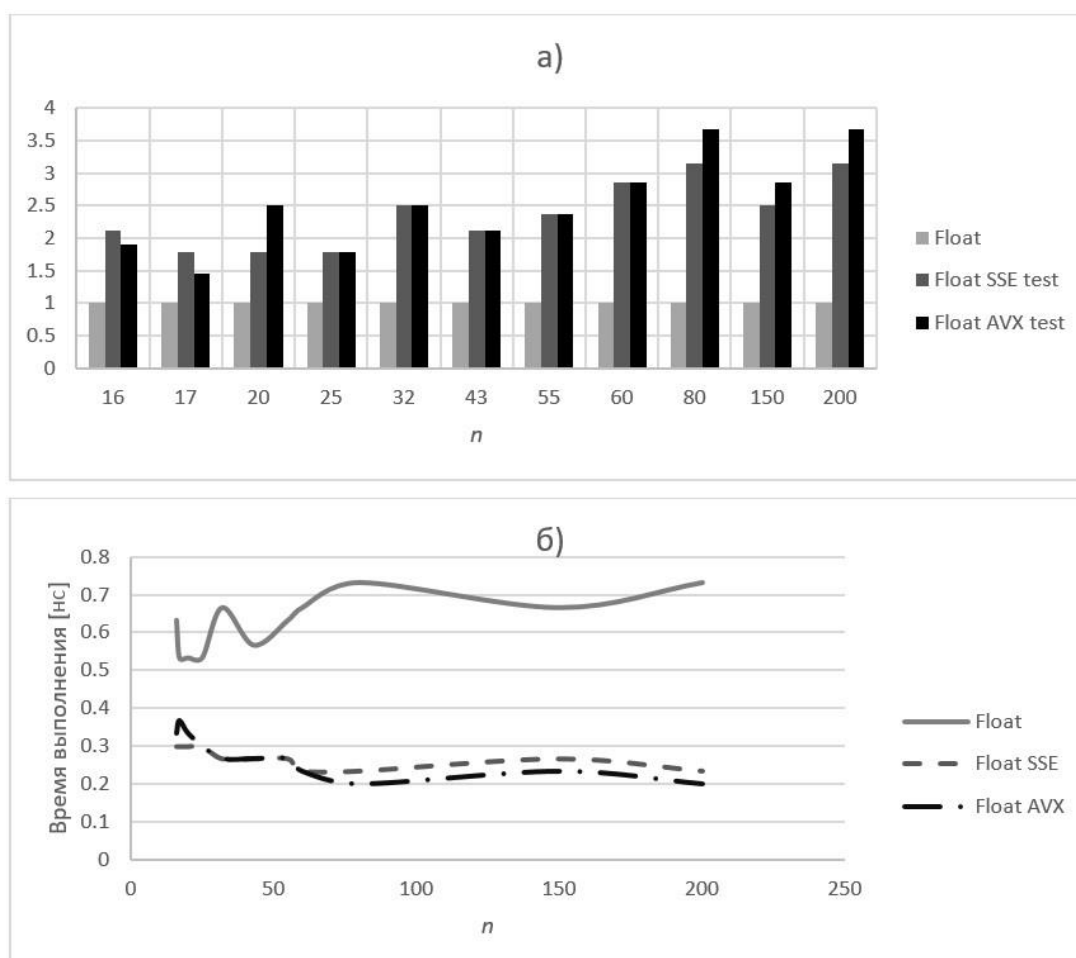 а)
4
3.5
3
2.5
2
1.5
1
0.5
0
16 17 20 25 32 43 55 60 80 150 200
n
Float
Float SSE test
Float AVX test
б)
Время выполнения [нс]
0.8
0.7
0.6
0.5
0.4
0.3
0.2
0.1
0
0 50 100 150 200 250
n
Float
Float SSE
Float AVX